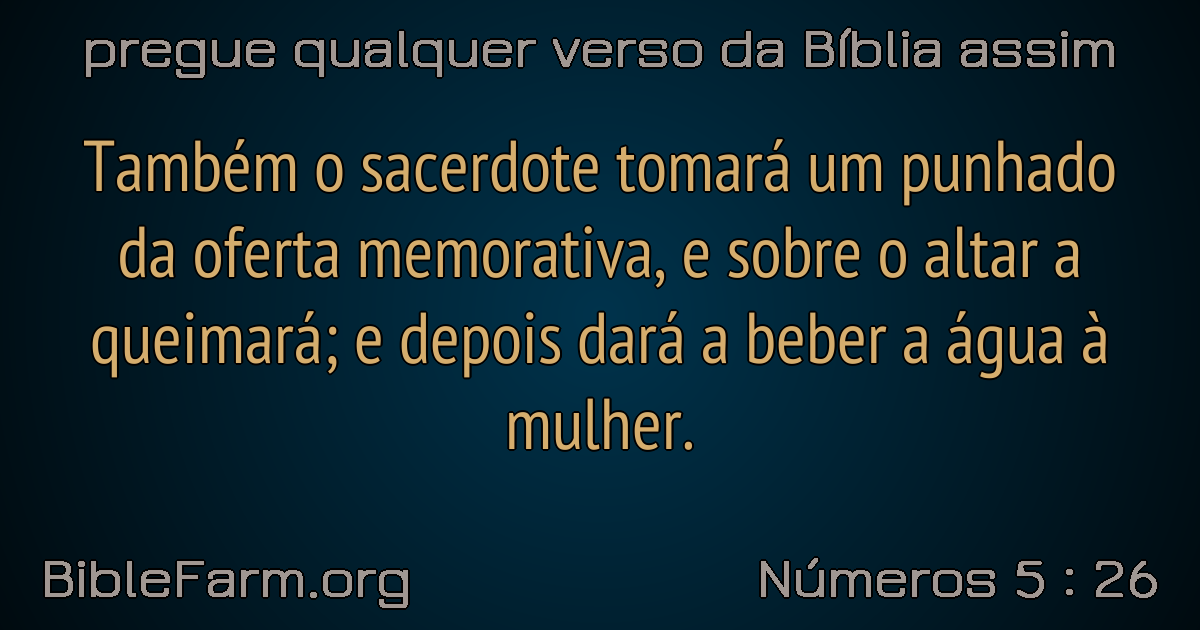 pregue qualquer verso da Bíblia assim
Também o sacerdote tomará um punhado
da oferta memorativa, e sobre o altar a
queimará; e depois dará a beber a água à
mulher.
BibleFarm.org
Números 5 : 26